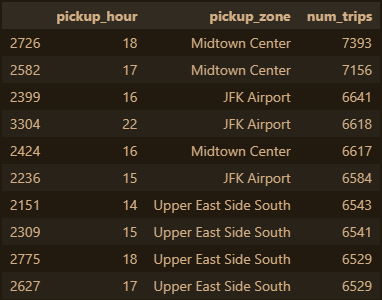 pickup_hour pickup_zone num_trips
2726 18 Midtown Center 7393
2582 17 Midtown Center 7156
2399 16 JFK Airport 6641
3304 22 JFK Airport 6618
2424 16 Midtown Center 6617
2236 15 JFK Airport 6584
2151 14 Upper East Side South 6543
2309 15 Upper East Side South 6541
2775 18 Upper East Side South 6529
2627 17 Upper East Side South 6529